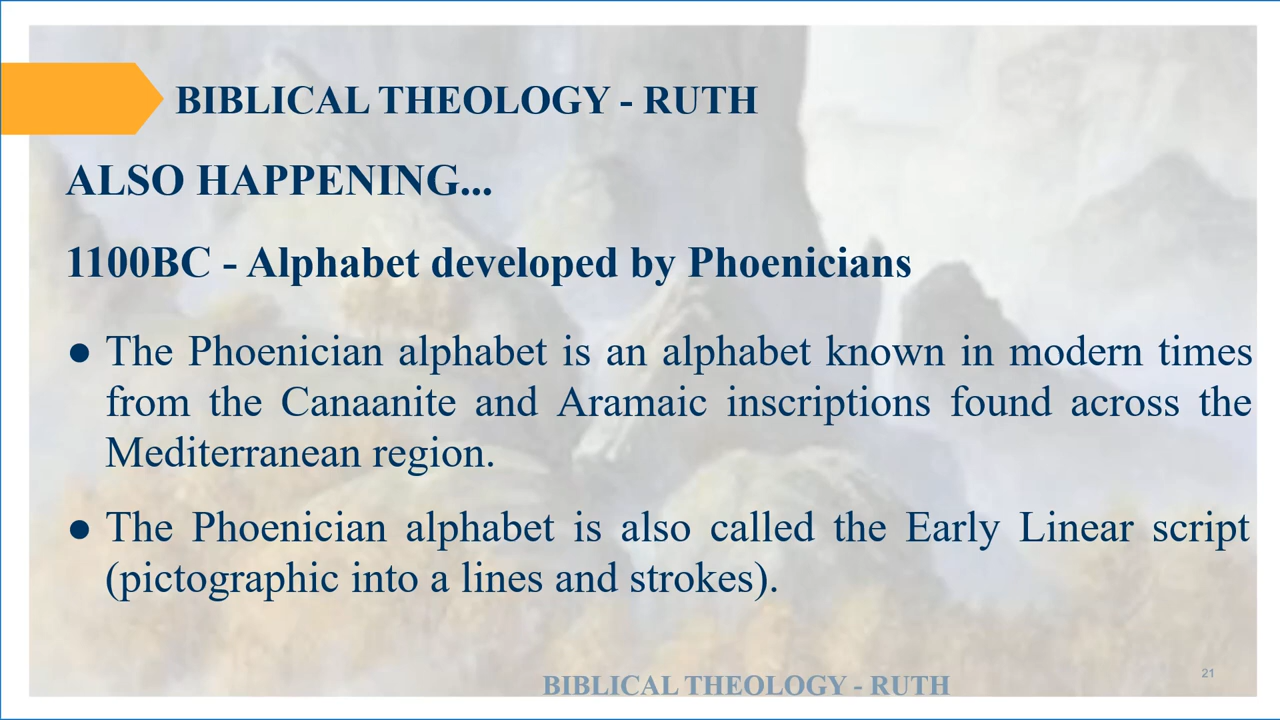 BIBLICAL THEOLOGY - RUTH
ALSO HAPPENING...
1100BC - Alphabet developed by Phoenicians
● The Phoenician alphabet is an alphabet known in modern times
from the Canaanite and Aramaic inscriptions found across the
Mediterranean region.
● The Phoenician alphabet is also called the Early Linear script
(pictographic into a lines and strokes).
21
BIBLICAL THEOLOGY - RUTH